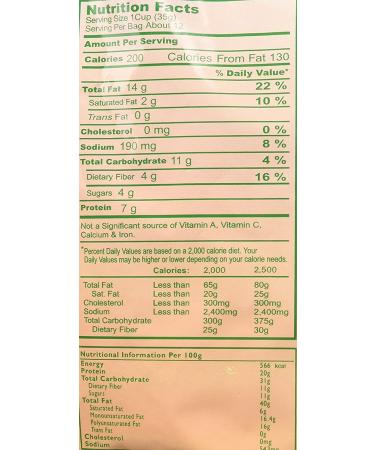 Nutrition Facts
Serving Size 1Cup (35g)
Serving Per Bag About 12
Amount Per Serving
Calories 200 Calories From Fat 130
% Daily Value*
Total Fat 14 g 22 %
Saturated Fat 2 g 10 %
Trans Fat 0 g
Cholesterol 0 mg 0 %
Sodium 190 mg 8 %
Total Carbohydrate 11 g 4 %
Dietary Fiber 4 g 16 %
Sugars 4 g
Protein 7 g
Not a Significant source of Vitamin A, Vitamin C,
Calcium & Iron.
*Percent Daily Values are based on a 2,000 calorie diet. Your
Daily Values may be higher or lower depending on your calorie needs.
Calories: 2,000 2,500
Total Fat Less than 65g 80g
Sat. Fat Less than 20g 25g
Cholesterol Less than 300mg 300mg
Sodium Less than 2,400mg 2,400mg
Total Carbohydrate 300g 375g
Dietary Fiber 25g 30g
Nutritional Information Per 100g
Energy 566 kcal
Protein 20g
Total Carbohydrate 31g
Dietary Fiber 11g
Sugars 11g
Total Fat 40g
Saturated Fat 6g
Monounsaturated Fat 16.4g
Polyunsaturated Fat 16g
Trans Fat 0g
Cholesterol 0mg
Sodium